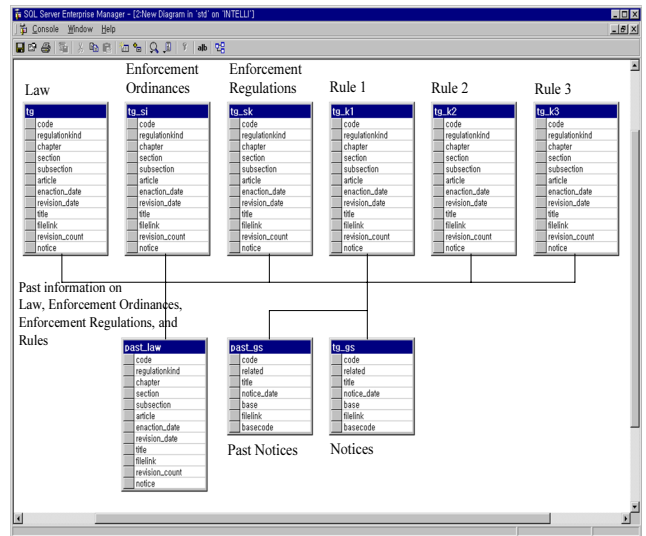 SQL Server Enterprise Manager - [2:New Diagram in 'std' on 'INTELLI']
Console Window Help
ab
Law
Enforcement
Ordinances
Enforcement
Regulations
Rule 1
Rule 2
Rule 3
tg
code
regulationkind
chapter
section
subsection
article
enaction_date
revision_date
title
filelink
revision_count
notice
tg_si
code
regulationkind
chapter
section
subsection
article
enaction_date
revision_date
title
filelink
revision_count
notice
tg_sk
code
regulationkind
chapter
section
subsection
article
enaction_date
revision_date
title
filelink
revision_count
notice
tg_k1
code
regulationkind
chapter
section
subsection
article
enaction_date
revision_date
title
filelink
revision_count
notice
tg_k2
code
regulationkind
chapter
section
subsection
article
enaction_date
revision_date
title
filelink
revision_count
notice
tg_k3
code
regulationkind
chapter
section
subsection
article
enaction_date
revision_date
title
filelink
revision_count
notice
Past information on
Law, Enforcement Ordinances,
Enforcement Regulations, and
Rules
past_law
code
regulationkind
chapter
section
subsection
article
enaction_date
revision_date
title
filelink
revision_count
notice
past_gs
code
related
title
notice_date
base
filelink
basecode
Past Notices
tg_gs
code
related
title
notice_date
base
filelink
basecode
Notices